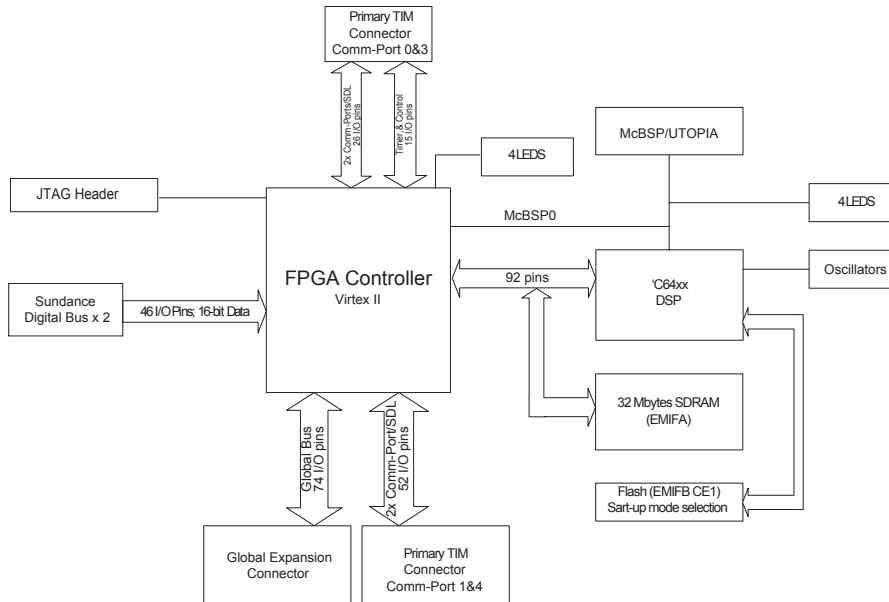 Primary TIM
Connector
Comm-Port 0&3
2x Comm-Ports/SDL
26 I/O pins
Timer,& Control
15 I/O pins
4LEDS
McBSP/UTOPIA
JTAG Header
McBSP0
4LEDS
FPGA Controller
Virtex II
92 pins
'C64xx
DSP
Oscillators
Sundance
Digital Bus x 2
46 I/O Pins; 16-bit Data
32 Mbytes SDRAM
(EMIFA)
Global Bus
74 I/O pins
2x Comm-Port/SDL
52 I/O pins
Flash (EMIFB CE1)
Sart-up mode selection
Global Expansion
Connector
Primary TIM
Connector
Comm-Port 1&4